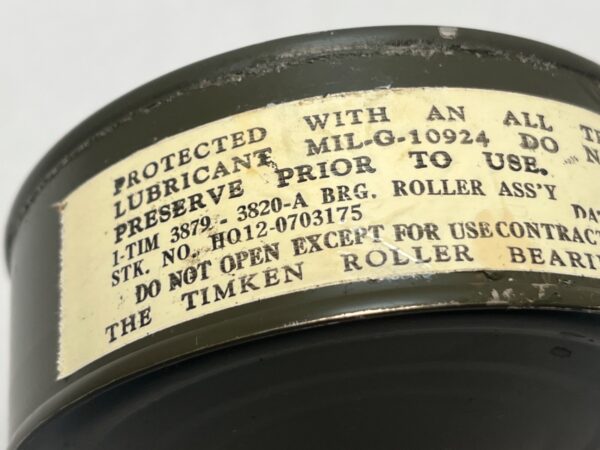 PROTECTED WITH AN ALL
LUBRICANT MIL-G-10924 DO
PRESERVE PRIOR TO USE.
1-TIM 3879 - 3820-A BRG. ROLLER ASS'Y
STK. NO. HO12-0703175
DO NOT OPEN EXCEPT FOR USE CONTRACT
THE TIMKEN ROLLER